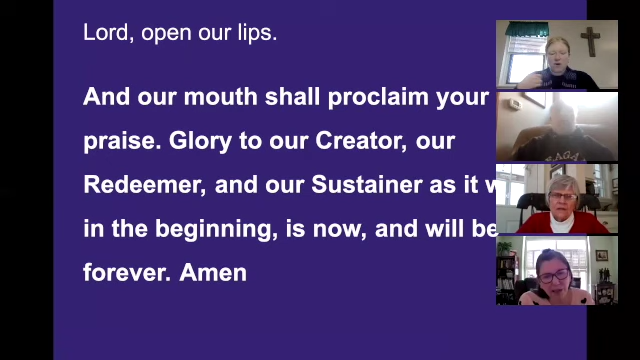 Lord, open our lips.
And our mouth shall proclaim your
praise. Glory to our Creator, our
Redeemer, and our Sustainer as it
in the beginning, is now, and will be
forever. Amen